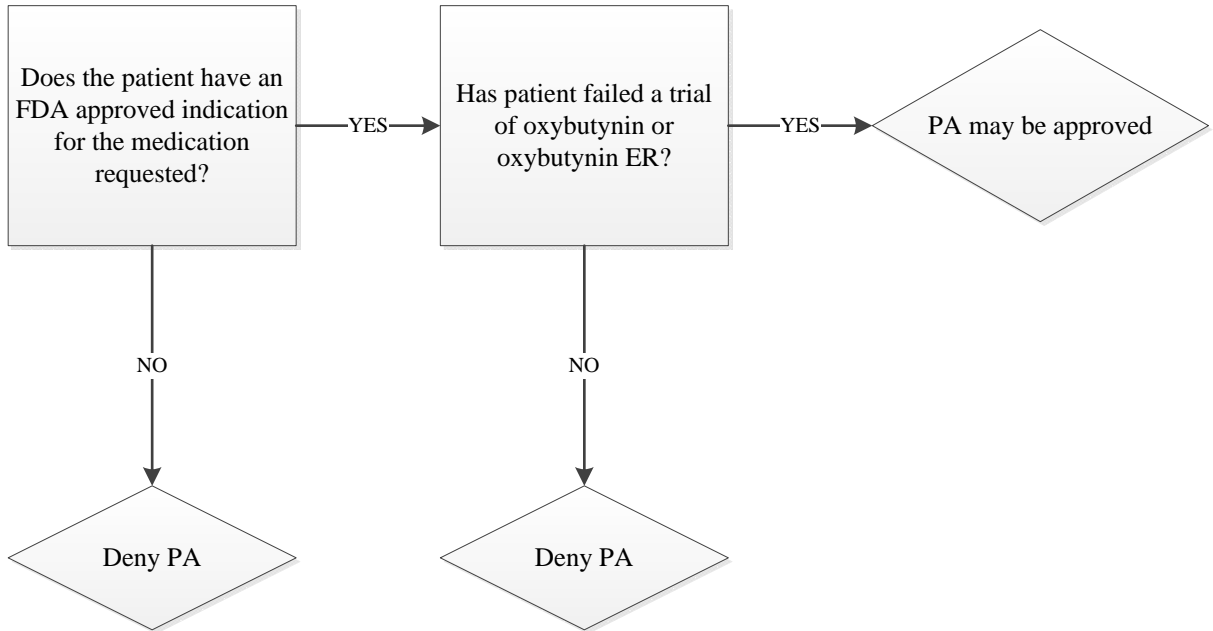 Does the patient have an
FDA approved indication
for the medication
requested?
YES
Has patient failed a trial
of oxybutynin or
oxybutynin ER?
YES
PA may be approved
NO
NO
Deny PA
Deny PA